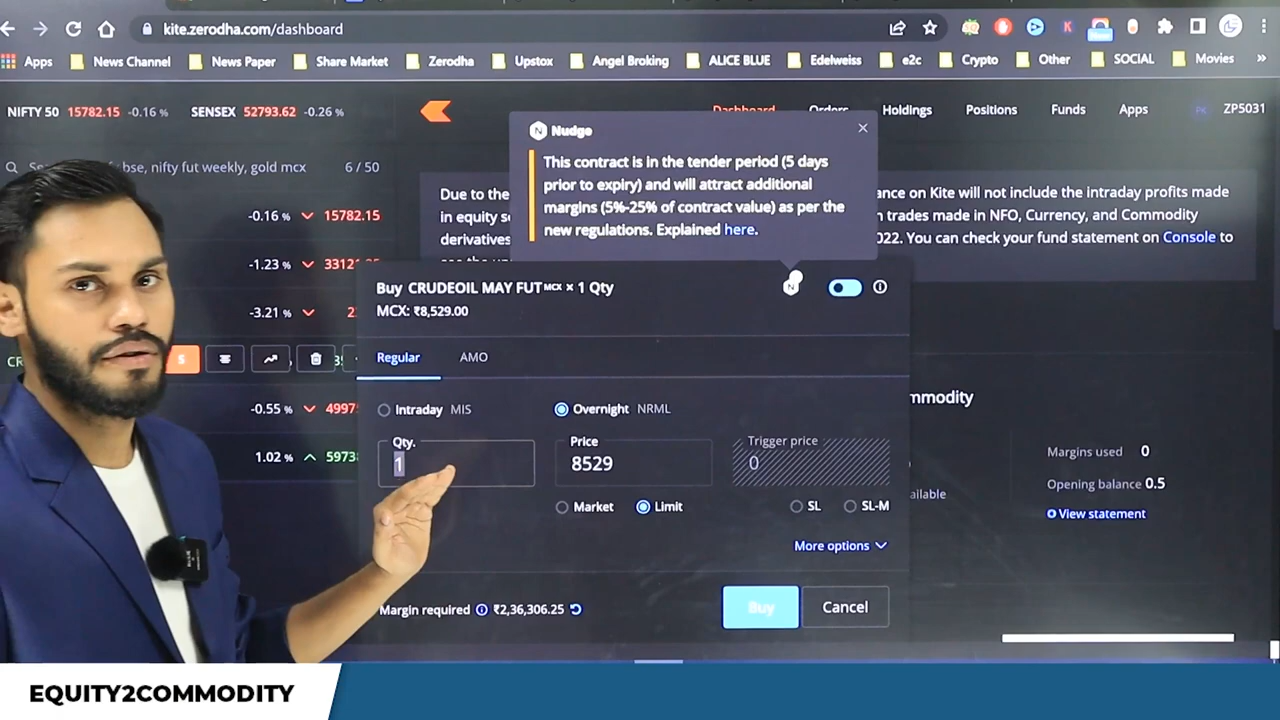 kite.zerodha.com/dashboard
Apps News Channel News Paper Share Market Zerodha Upstox Angel Broking ALICE BLUE Edelweiss e2c Crypto Other SOCIAL Movies »
NIFTY 50 15782.15 -0.16 % SENSEX 52793.62 -0.26 %
Dashboard Orders Holdings Positions Funds Apps ZP5031
bse, nifty fut weekly, gold mcx 6 / 50
-0.16 % 15782.15
-1.23 %
-3.21 %
S
-0.55 %
1.02 %
Nudge
This contract is in the tender period (5 days
prior to expiry) and will attract additional
margins (5%-25% of contract value) as per the
new regulations. Explained here.
Due to the
in equity
derivatives
ance on Kite will not include the intraday profits made
trades made in NFO, Currency, and Commodity
022. You can check your fund statement on Console to
Buy CRUDEOIL MAY FUT MCX × 1 Qty
MCX: ₹8,529.00
Regular AMO
Intraday MIS Overnight NRML
Qty. Price Trigger price
1 8529 0
Market Limit SL SL-M
More options
Margin required ₹2,36,306.25
Buy Cancel
Margins used 0
Opening balance 0.5
View statement
EQUITY2COMMODITY